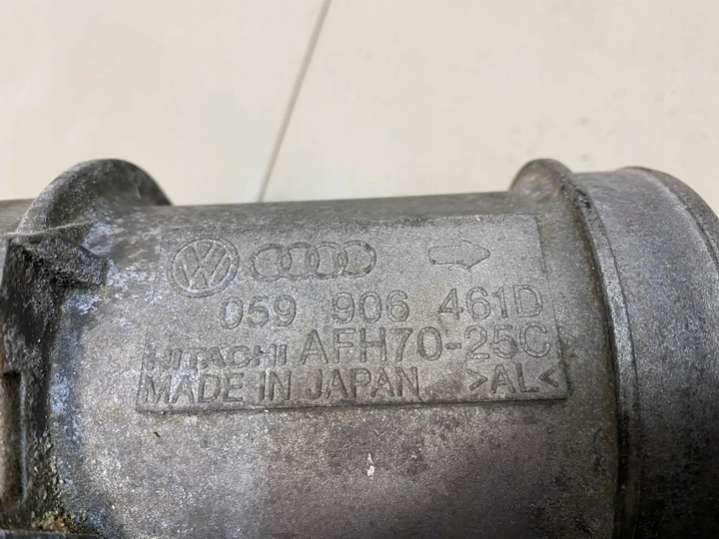 059 906 461D
HITACHI AFH70-25C
MADE IN JAPAN >AL<